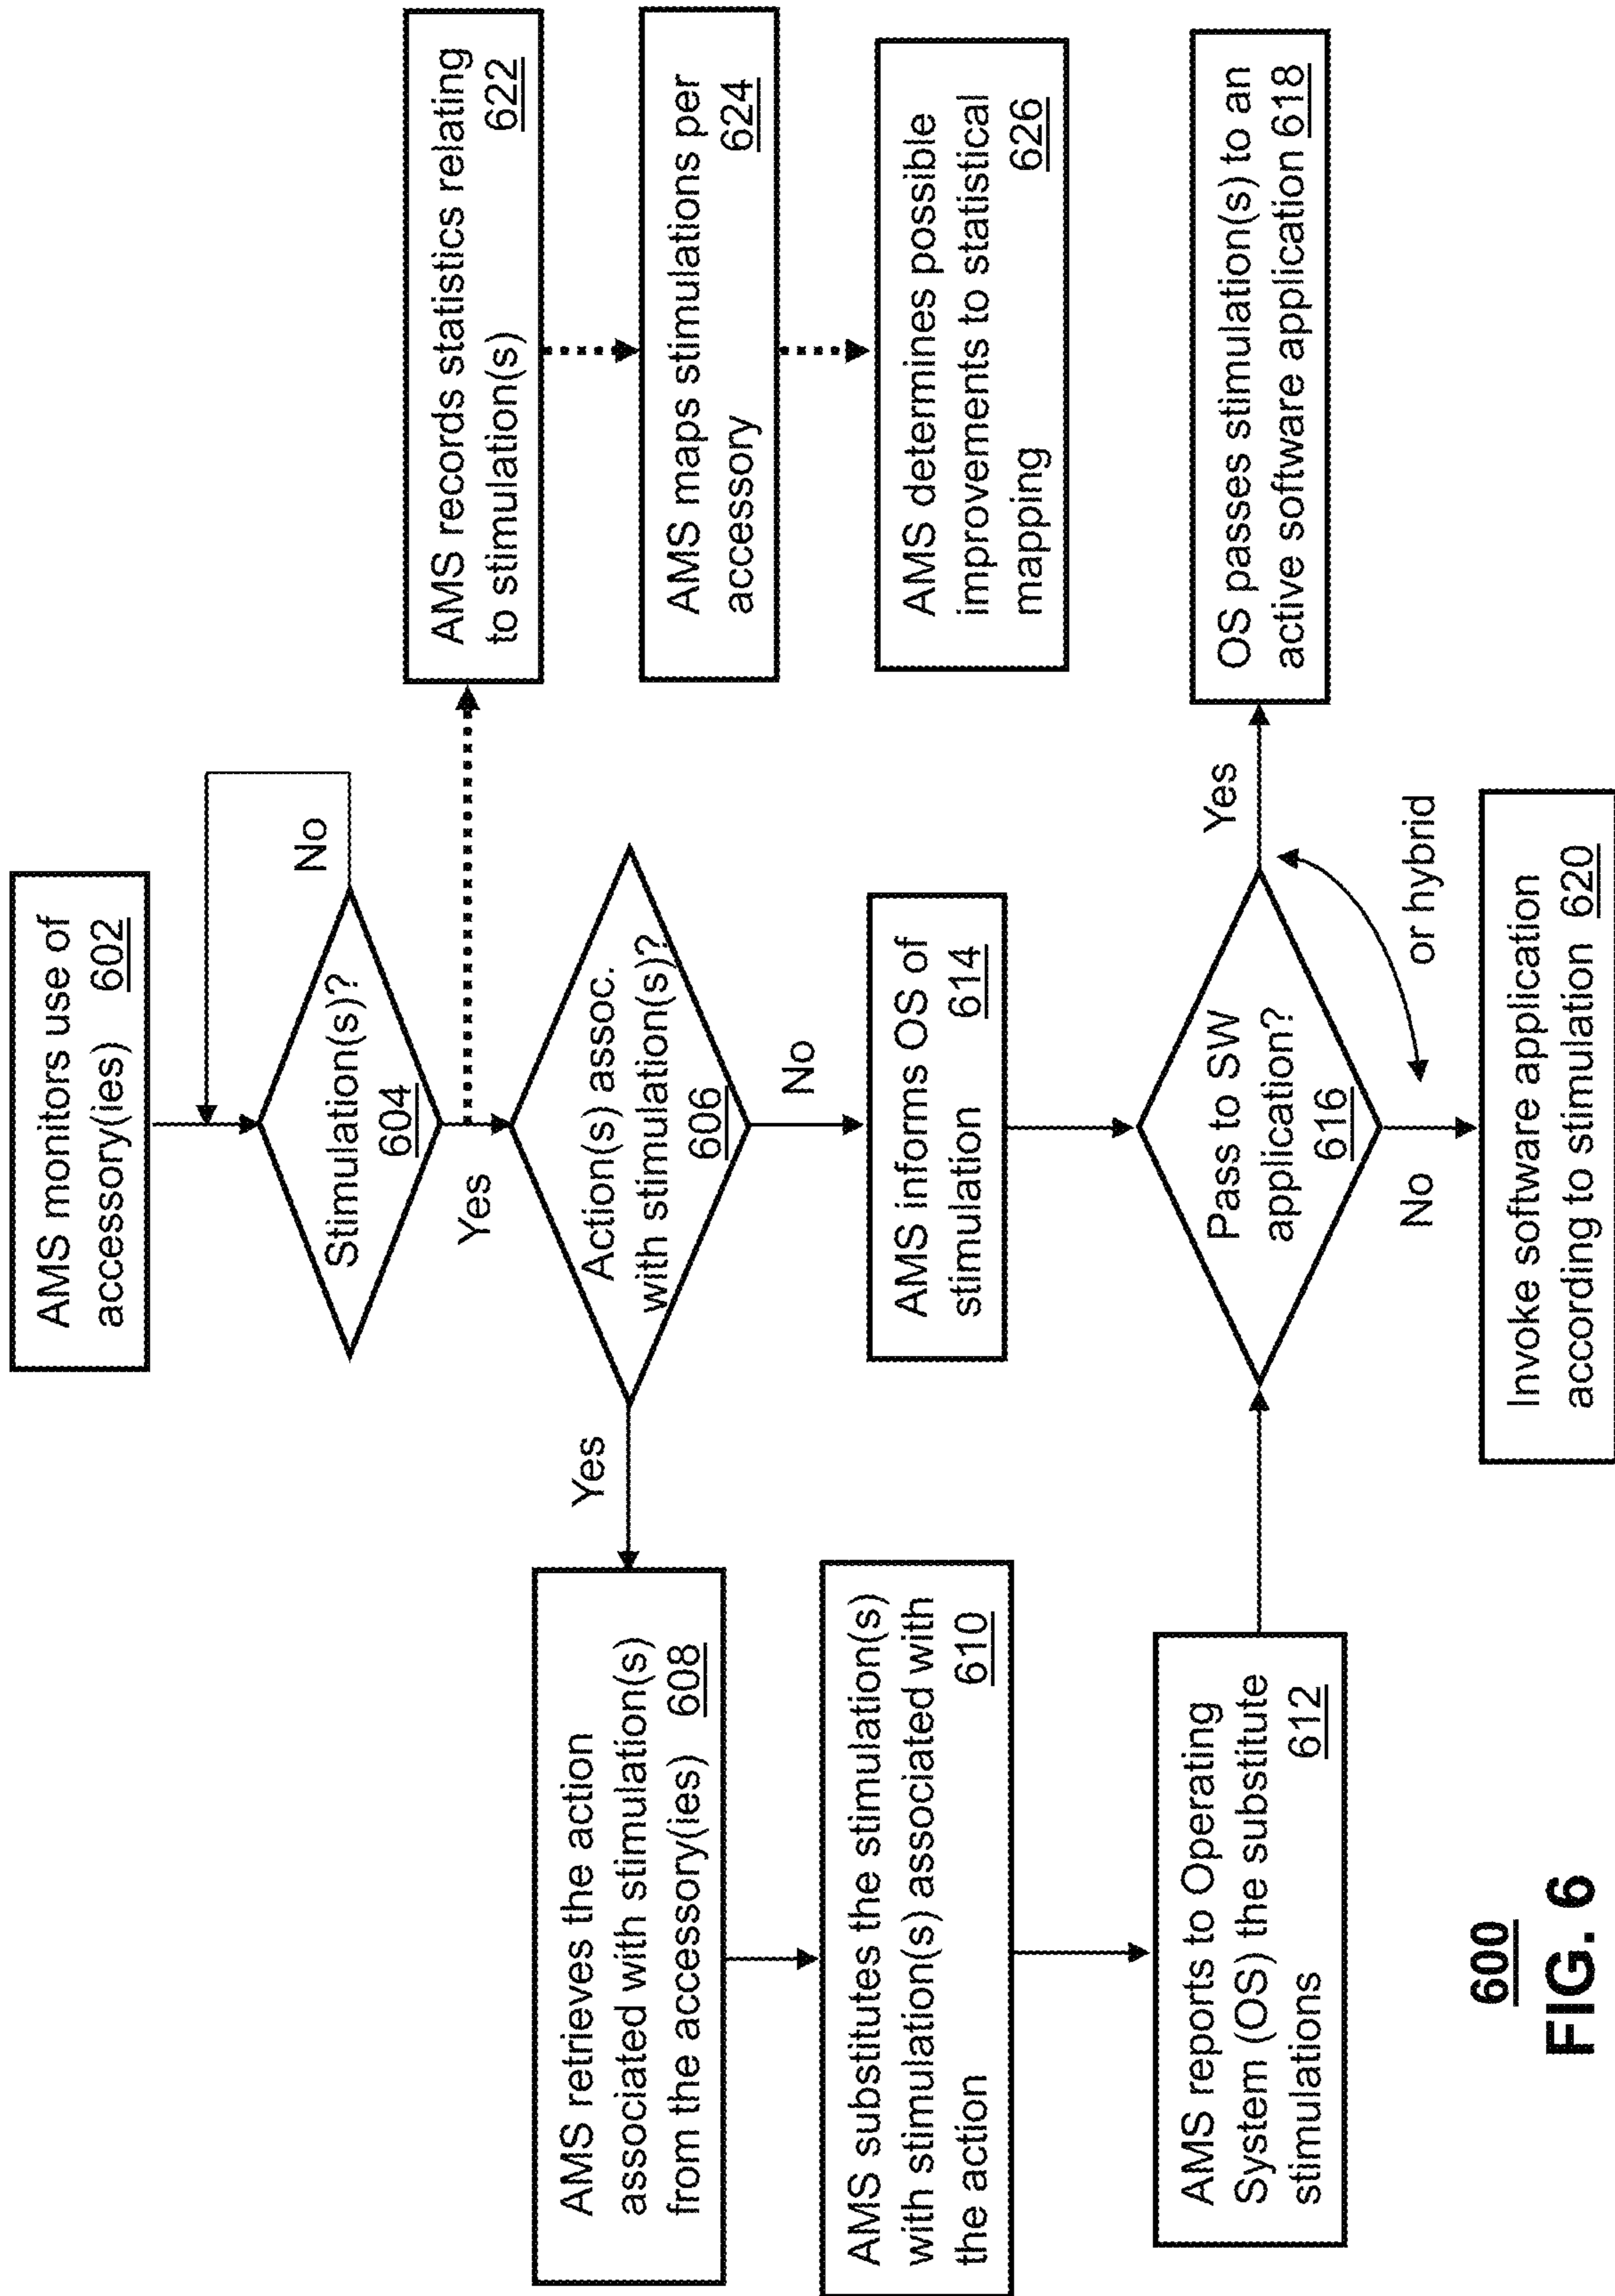 AMS monitors use of
accessory(ies) 602
Stimulation(s)?
604
No
Yes
AMS records statistics relating
to stimulation(s) 622
AMS maps stimulations per
accessory 624
AMS determines possible
improvements to statistical
mapping 626
Action(s) assoc.
with stimulation(s)?
606
Yes
No
AMS retrieves the action
associated with stimulation(s)
from the accessory(ies) 608
AMS substitutes the stimulation(s)
with stimulation(s) associated with
the action 610
AMS reports to Operating
System (OS) the substitute
stimulations 612
AMS informs OS of
stimulation 614
Pass to SW
application?
616
Yes
or hybrid
No
OS passes stimulation(s) to an
active software application 618
Invoke software application
according to stimulation 620
600
FIG. 6